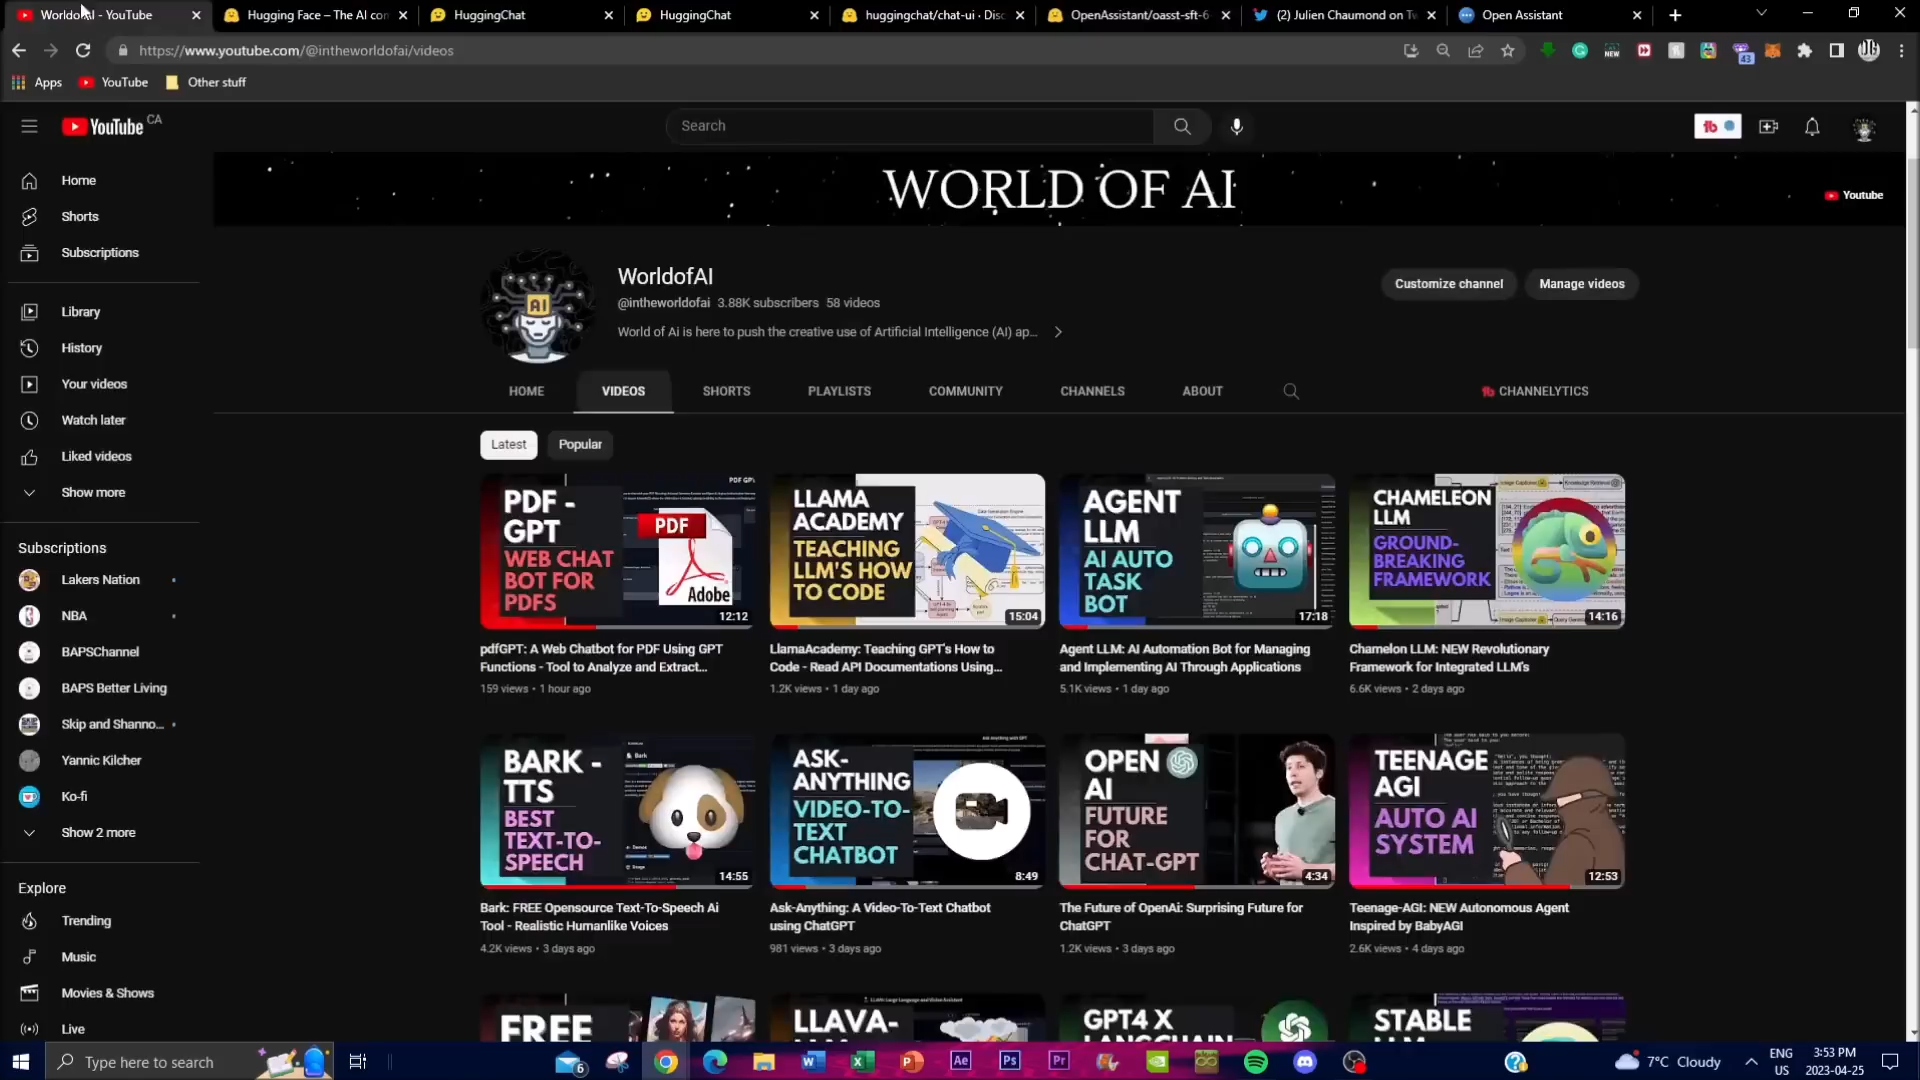 WorldofAI - YouTube
Hugging Face – The AI con
HuggingChat
HuggingChat
huggingchat/chat-ui · Disc
OpenAssistant/oasst-sft-6
(2) Julien Chaumond on Tw
Open Assistant
https://www.youtube.com/@intheworldofai/videos
NEW
43
Apps
YouTube
Other stuff
YouTube CA
Search
Home
Shorts
Subscriptions
Library
History
Your videos
Watch later
Liked videos
Show more
Subscriptions
Lakers Nation
NBA
BAPSChannel
BAPS Better Living
Skip and Shanno...
Yannic Kilcher
Ko-fi
Show 2 more
Explore
Trending
Music
Movies & Shows
Live
WORLD OF AI
Youtube
AI
WorldofAI
@intheworldofai 3.88K subscribers 58 videos
World of Ai is here to push the creative use of Artificial Intelligence (AI) ap...
Customize channel
Manage videos
HOME
VIDEOS
SHORTS
PLAYLISTS
COMMUNITY
CHANNELS
ABOUT
CHANNELYTICS
Latest
Popular
PDF -
GPT
WEB CHAT
BOT FOR
PDFS
PDF
Adobe
12:12
pdfGPT: A Web Chatbot for PDF Using GPT
Functions - Tool to Analyze and Extract...
159 views • 1 hour ago
LLAMA
ACADEMY
TEACHING
LLM'S HOW
TO CODE
15:04
LlamaAcademy: Teaching GPT's How to
Code - Read API Documentations Using...
1.2K views • 1 day ago
AGENT
LLM
AI AUTO
TASK
BOT
17:18
Agent LLM: AI Automation Bot for Managing
and Implementing AI Through Applications
5.1K views • 1 day ago
CHAMELEON
LLM
GROUND-
BREAKING
FRAMEWORK
14:16
Chamelon LLM: NEW Revolutionary
Framework for Integrated LLM's
6.6K views • 2 days ago
BARK -
TTS
BEST
TEXT-TO-
SPEECH
Bark
14:55
Bark: FREE Opensource Text-To-Speech Ai
Tool - Realistic Humanlike Voices
4.2K views • 3 days ago
ASK-
ANYTHING
VIDEO-TO-
TEXT
CHATBOT
8:49
Ask-Anything: A Video-To-Text Chatbot
using ChatGPT
981 views • 3 days ago
OPEN
AI
FUTURE
FOR
CHAT-GPT
4:34
The Future of OpenAi: Surprising Future for
ChatGPT
1.2K views • 3 days ago
TEENAGE
AGI
AUTO AI
SYSTEM
12:53
Teenage-AGI: NEW Autonomous Agent
Inspired by BabyAGI
2.6K views • 4 days ago
FREE
LLAVA-
GPT4 X
LANGCHAIN
STABLE
Type here to search
6
Ae
Ps
Pr
7°C Cloudy
ENG
US
3:53 PM
2023-04-25